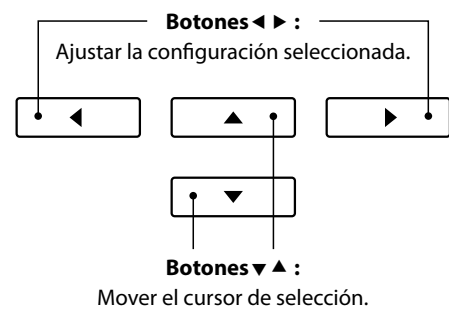 Botones◄ ► :
Ajustar la configuración seleccionada.
◄ ▲ ►
▼
Botones▼ ▲ :
Mover el cursor de selección.